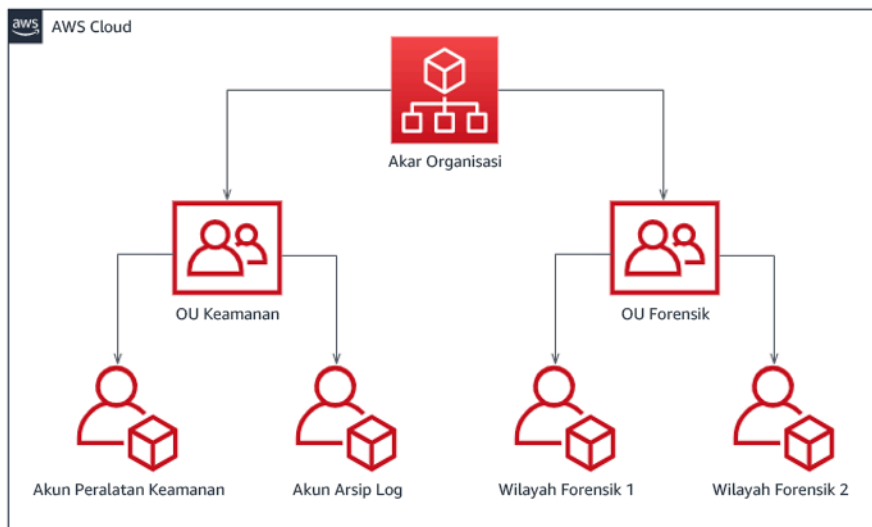 aws
AWS Cloud
Akar Organisasi
OU Keamanan
OU Forensik
Akun Peralatan Keamanan
Akun Arsip Log
Wilayah Forensik 1
Wilayah Forensik 2